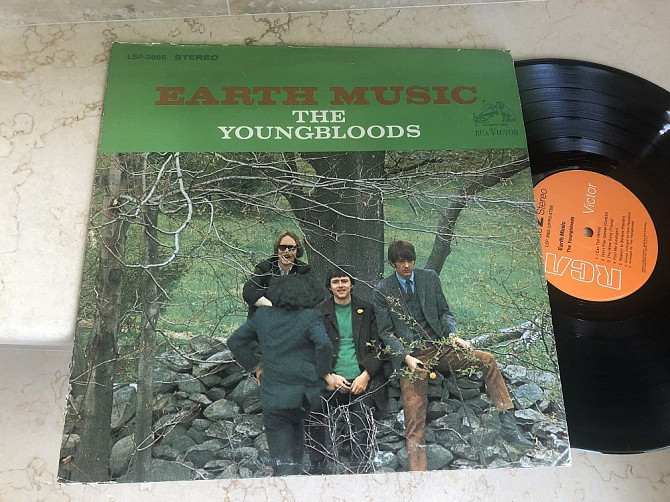 LSP-3865 STEREO
EARTH MUSIC
THE
YOUNGBLOODS
RCA VICTOR
Victor
RCA
Stereo
Earth Music
The Youngbloods